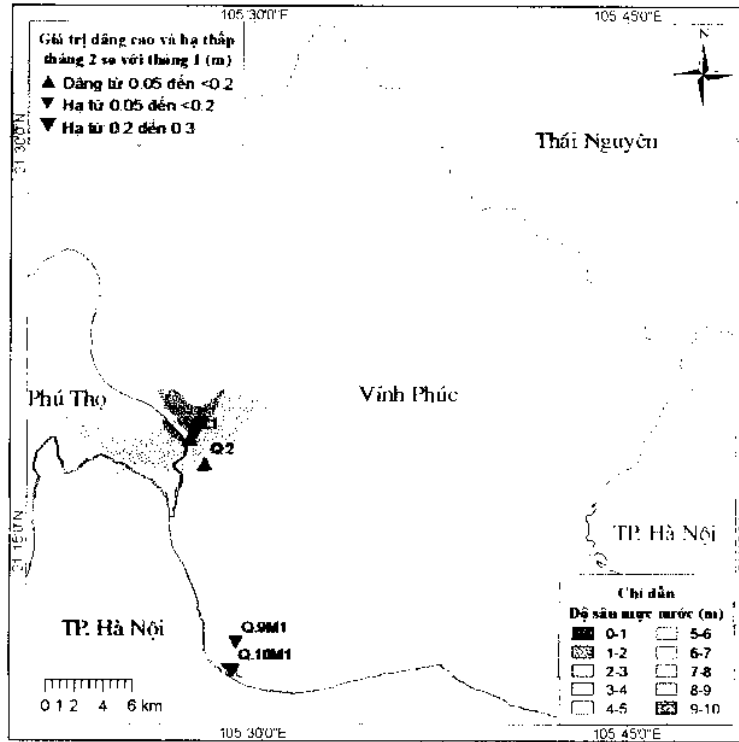 105 30'0"E
105 45'0"E
Giá trị dâng cao và hạ thấp
tháng 2 so với tháng 1 (m)
Dâng từ 0.05 đến <0.2
Hạ từ 0.05 đến <0.2
Hạ từ 0.2 đến 0.3
N
21 30'0"N
Thái Nguyên
Phú Thọ
Vĩnh Phúc
Q.2
21 15'0"N
TP. Hà Nội
TP. Hà Nội
Q.9M1
Q.10M1
Chỉ dẫn
Độ sâu mực nước (m)
0-1 5-6
1-2 6-7
2-3 7-8
3-4 8-9
4-5 9-10
0 1 2 4 6 km
105 30'0"E
105 45'0"E